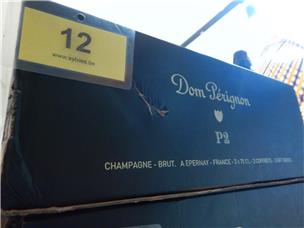 12
www.sylvies.be
Dom Pérignon
P2
CHAMPAGNE - BRUT. A EPERNAY - FRANCE - 3 x 75 CL - 3 COFFRETS -